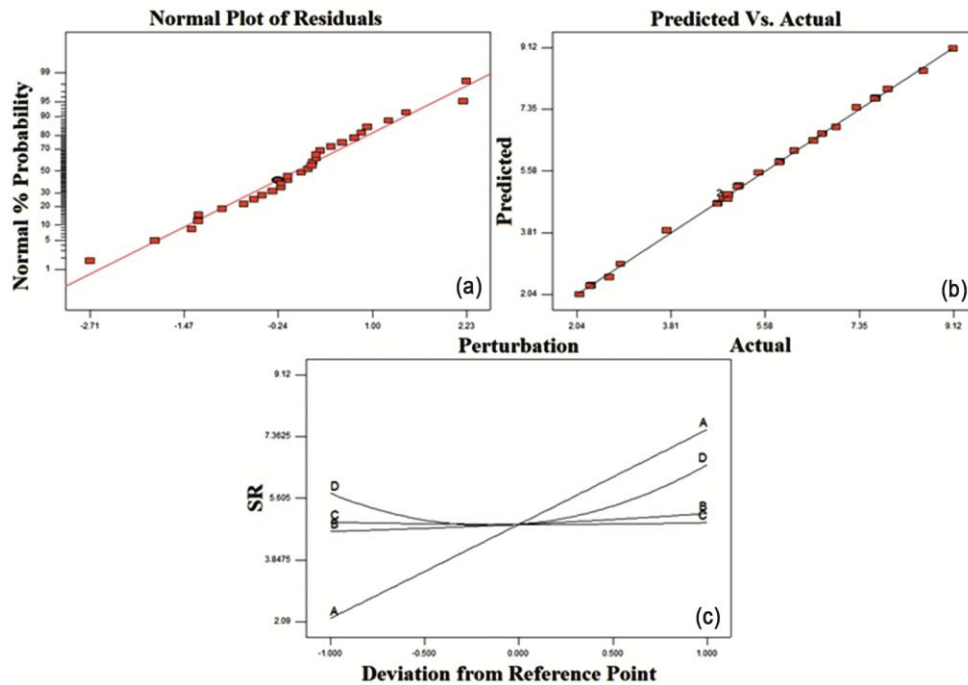 Normal Plot of Residuals
Normal % Probability
99
95
90
80
70
50
30
20
10
5
1
-2.71
-1.47
-0.24
1.00
2.23
(a)
Predicted Vs. Actual
Predicted
9.12
7.35
5.58
3.81
2.04
2
2.04
3.81
5.58
7.35
9.12
(b)
Actual
Perturbation
SR
9.12
7.3625
5.605
3.8475
2.09
D
C
B
A
A
D
B
C
-1.000
-0.500
0.000
0.500
1.000
(c)
Deviation from Reference Point